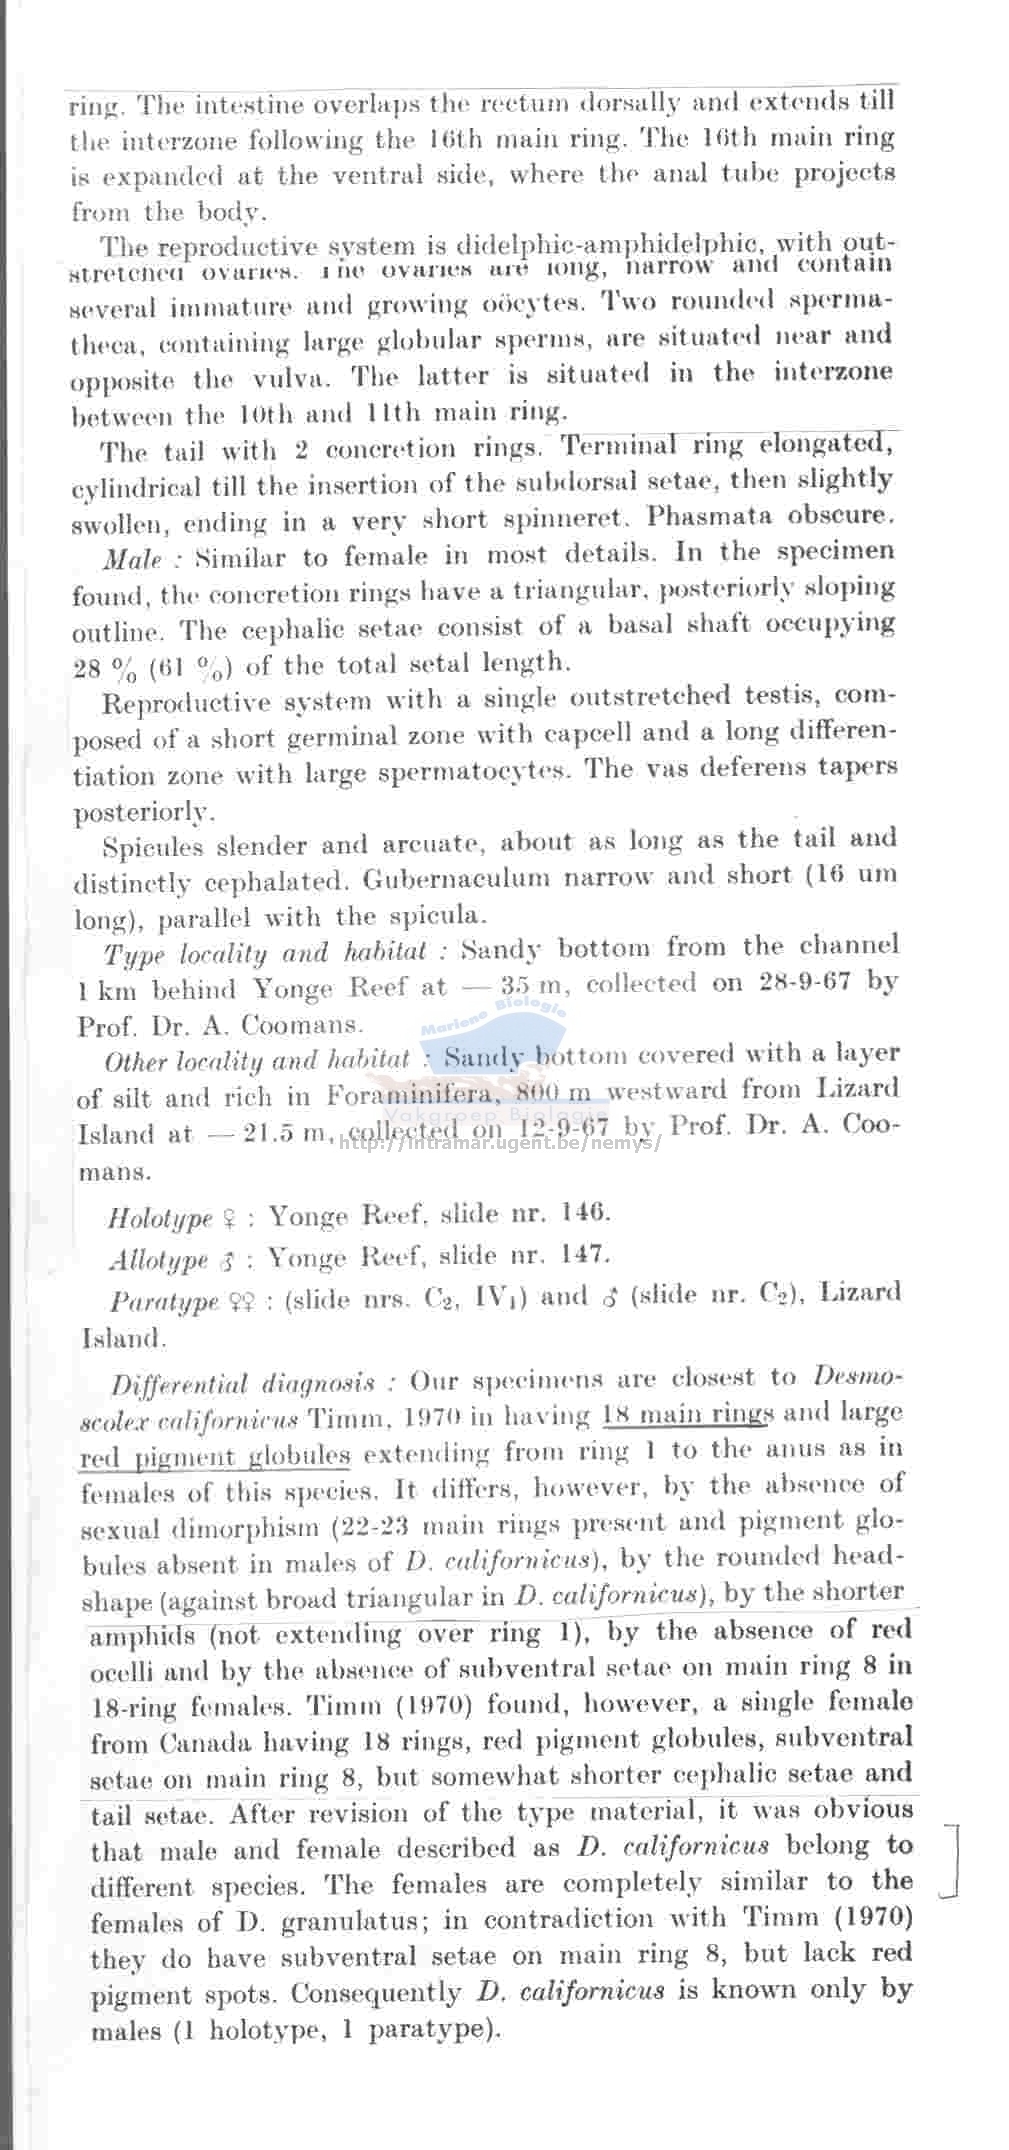 ring. The intestine overlaps the rectum dorsally and extends till
the interzone following the 16th main ring. The 16th main ring
is expanded at the ventral side, where the anal tube projects
from the body.
The reproductive system is didelphic-amphidelphic, with out-
stretched ovaries. The ovaries are long, narrow and contain
several immature and growing oöcytes. Two rounded sperma-
theca, containing large globular sperms, are situated near and
opposite the vulva. The latter is situated in the interzone
between the 10th and 11th main ring.
The tail with 2 concretion rings. Terminal ring elongated,
cylindrical till the insertion of the subdorsal setae, then slightly
swollen, ending in a very short spinneret. Phasmata obscure.
Male : Similar to female in most details. In the specimen
found, the concretion rings have a triangular, posteriorly sloping
outline. The cephalic setae consist of a basal shaft occupying
28 % (61 %) of the total setal length.
Reproductive system with a single outstretched testis, com-
posed of a short germinal zone with capcell and a long differen-
tiation zone with large spermatocytes. The vas deferens tapers
posteriorly.
Spicules slender and arcuate, about as long as the tail and
distinctly cephalated. Gubernaculum narrow and short (16 um
long), parallel with the spicula.
Type locality and habitat : Sandy bottom from the channel
1 km behind Yonge Reef at — 35 m, collected on 28-9-67 by
Prof. Dr. A. Coomans.
Mariene Biologie
Other locality and habitat : Sandy bottom covered with a layer
of silt and rich in Foraminifera, 800 m westward from Lizard
Vakgroep Biologie
Island at — 21.5 m, collected on 12-9-67 by Prof. Dr. A. Coo-
http://intramar.ugent.be/nemys/
mans.
Holotype ♀ : Yonge Reef, slide nr. 146.
Allotype ♂ : Yonge Reef, slide nr. 147.
Paratype ♀♀ : (slide nrs. C₂, IV₁) and ♂ (slide nr. C₂), Lizard
Island.
Differential diagnosis : Our specimens are closest to Desmo-
scolex californicus Timm, 1970 in having 18 main rings and large
red pigment globules extending from ring 1 to the anus as in
females of this species. It differs, however, by the absence of
sexual dimorphism (22-23 main rings present and pigment glo-
bules absent in males of D. californicus), by the rounded head-
shape (against broad triangular in D. californicus), by the shorter
amphids (not extending over ring 1), by the absence of red
ocelli and by the absence of subventral setae on main ring 8 in
18-ring females. Timm (1970) found, however, a single female
from Canada having 18 rings, red pigment globules, subventral
setae on main ring 8, but somewhat shorter cephalic setae and
tail setae. After revision of the type material, it was obvious
that male and female described as D. californicus belong to
different species. The females are completely similar to the
females of D. granulatus; in contradiction with Timm (1970)
they do have subventral setae on main ring 8, but lack red
pigment spots. Consequently D. californicus is known only by
males (1 holotype, 1 paratype).